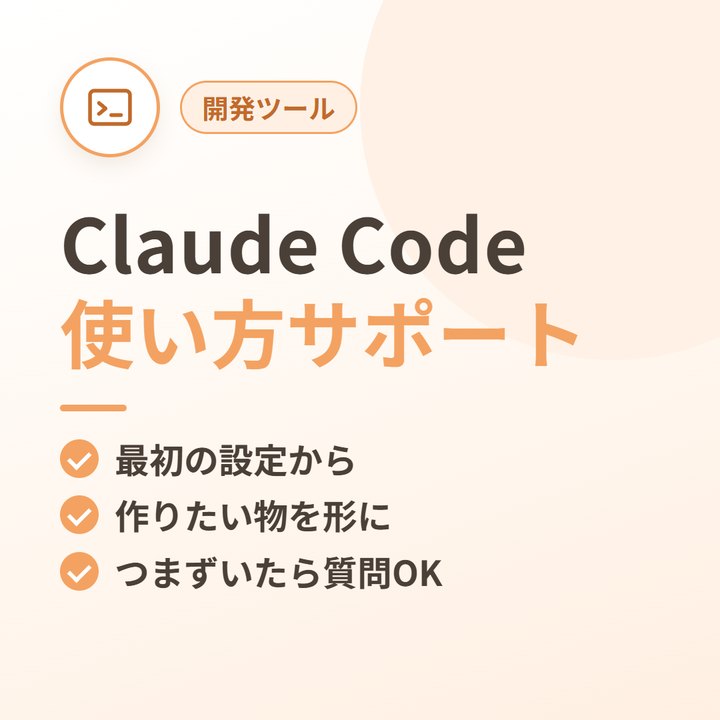 開発ツール
Claude Code
使い方サポート
最初の設定から
作りたい物を形に
つまずいたら質問OK